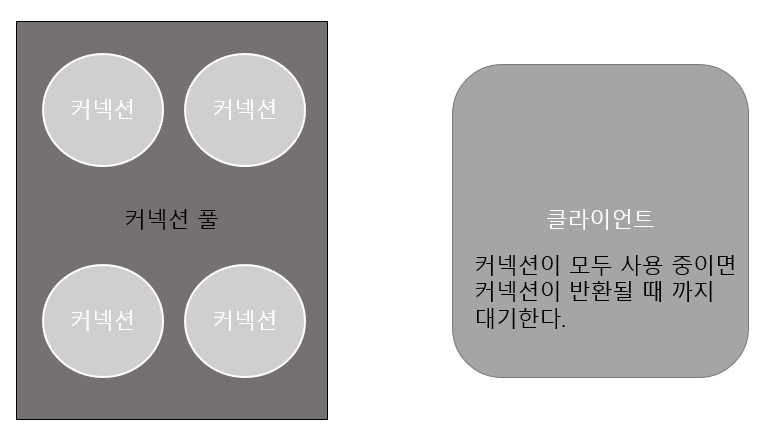 커넥션
커넥션
커넥션 풀
커넥션
커넥션
클라이언트
커넥션이 모두 사용 중이면
커넥션이 반환될 때 까지
대기한다.